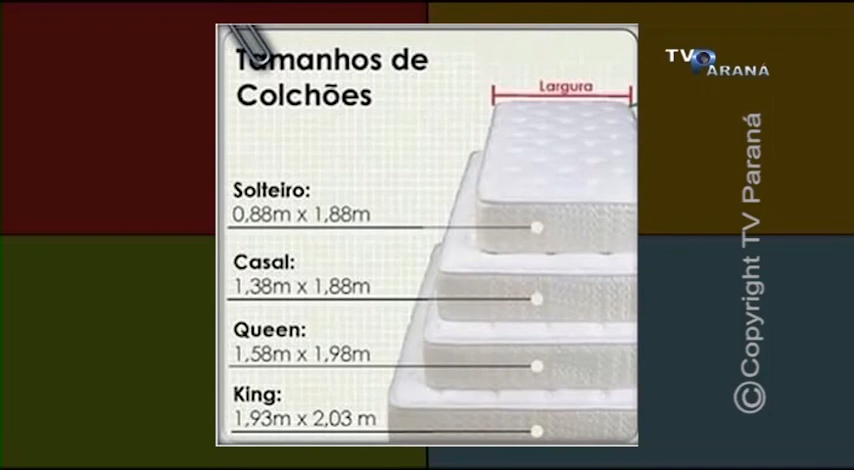 Tamanhos de
Colchões
Largura
Solteiro:
0,88m x 1,88m
Casal:
1,38m x 1,88m
Queen:
1,58m x 1,98m
King:
1,93m x 2,03 m
TV PARANÁ
©Copyright TV Paraná